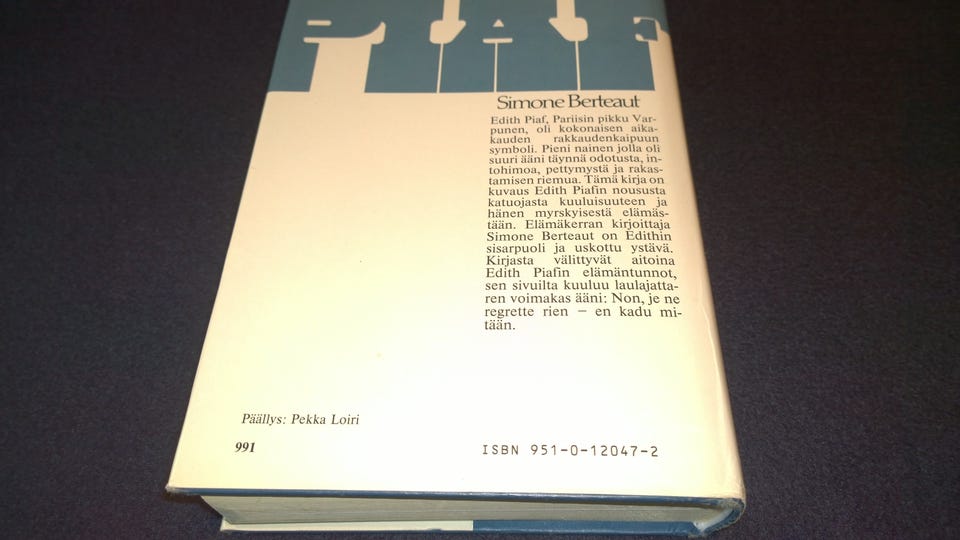 PIAF
Simone Berteaut
Edith Piaf, Pariisin pikku Var-
punen, oli kokonaisen aika-
kauden rakkaudenkaipuun
symboli. Pieni nainen jolla oli
suuri ääni täynnä odotusta, in-
tohimoa, pettymystä ja rakas-
tamisen riemua. Tämä kirja on
kuvaus Edith Piafin noususta
katuojasta kuuluisuuteen ja
hänen myrskyisestä elämäs-
tään. Elämäkerran kirjoittaja
Simone Berteaut on Edithin
sisarpuoli ja uskottu ystävä.
Kirjasta välittyvät aitoina
Edith Piafin elämäntunnot,
sen sivuilta kuuluu laulajatta-
ren voimakas ääni: Non, je ne
regrette rien – en kadu mi-
tään.
Päällys: Pekka Loiri
991
ISBN 951-0-12047-2